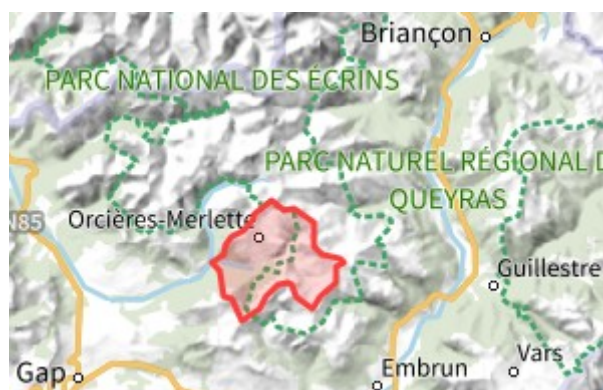 Briançon
PARC NATIONAL DES ÉCRINS
PARC NATUREL RÉGIONAL D
QUEYRAS
N85
Orcières-Merlette
Guillestre
Gap
Embrun
Vars